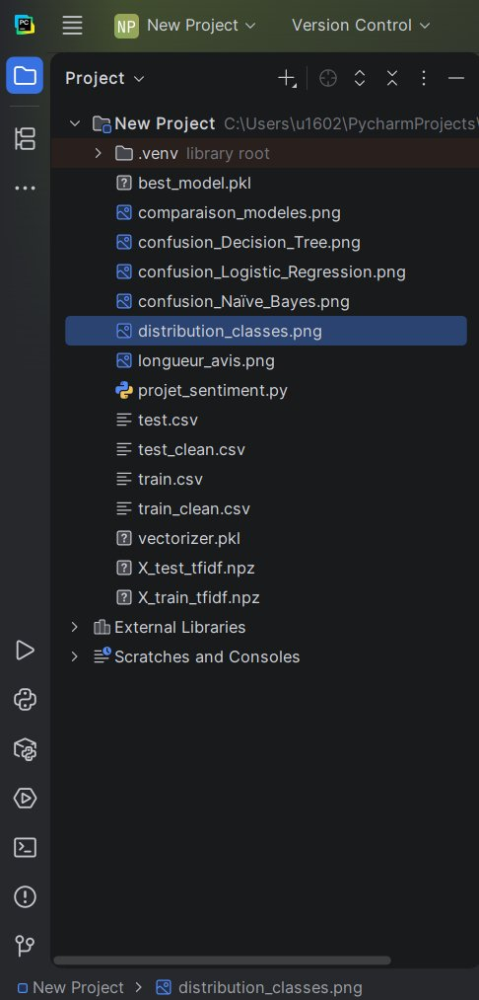 PC
NP New Project Version Control
Project
New Project C:\Users\u1602\PycharmProjects\
.venv library root
best_model.pkl
comparaison_modeles.png
confusion_Decision_Tree.png
confusion_Logistic_Regression.png
confusion_Naïve_Bayes.png
distribution_classes.png
longueur_avis.png
projet_sentiment.py
test.csv
test_clean.csv
train.csv
train_clean.csv
vectorizer.pkl
X_test_tfidf.npz
X_train_tfidf.npz
External Libraries
Scratches and Consoles
New Project distribution_classes.png